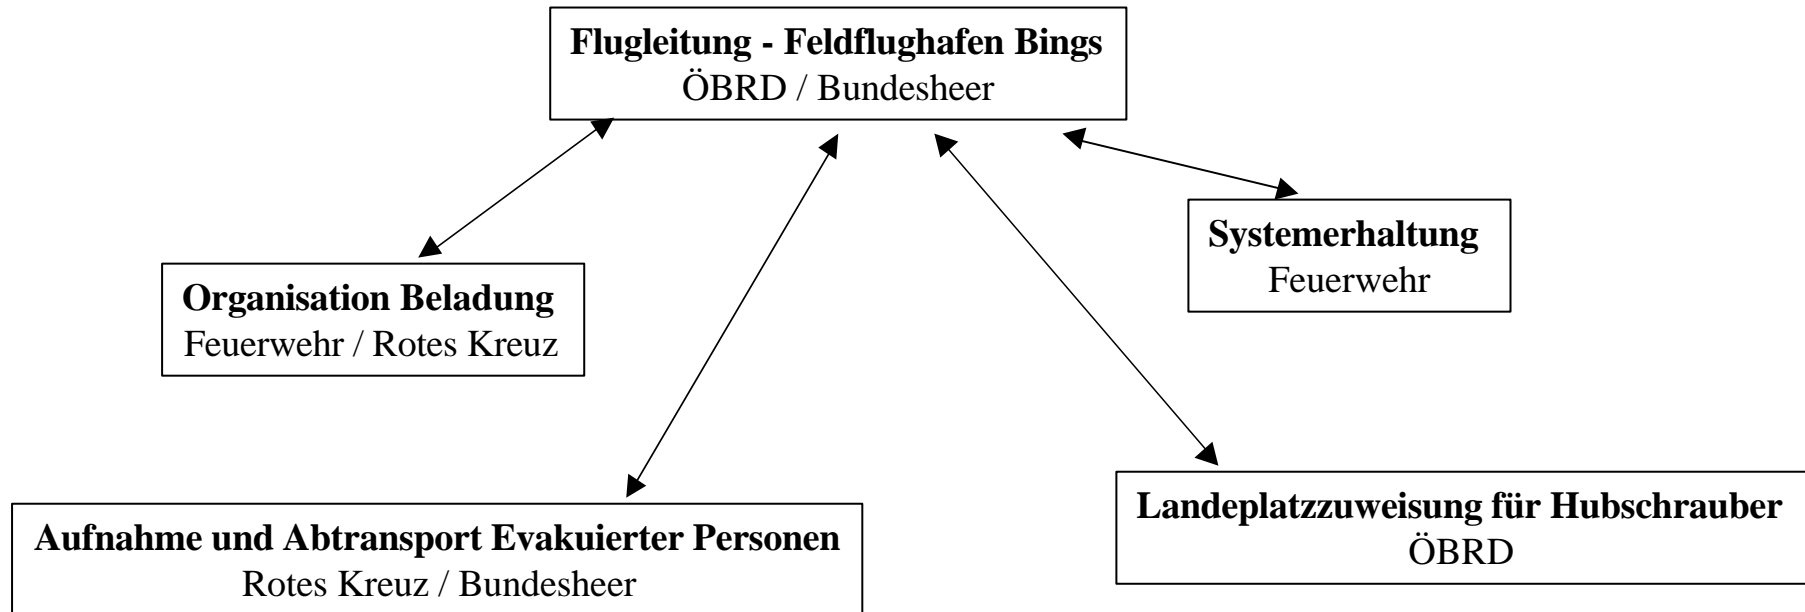 Flugleitung - Feldflughafen Bings
ÖBRD / Bundesheer
Systemerhaltung
Feuerwehr
Organisation Beladung
Feuerwehr / Rotes Kreuz
Landeplatzzuweisung für Hubschrauber
ÖBRD
Aufnahme und Abtransport Evakuierter Personen
Rotes Kreuz / Bundesheer